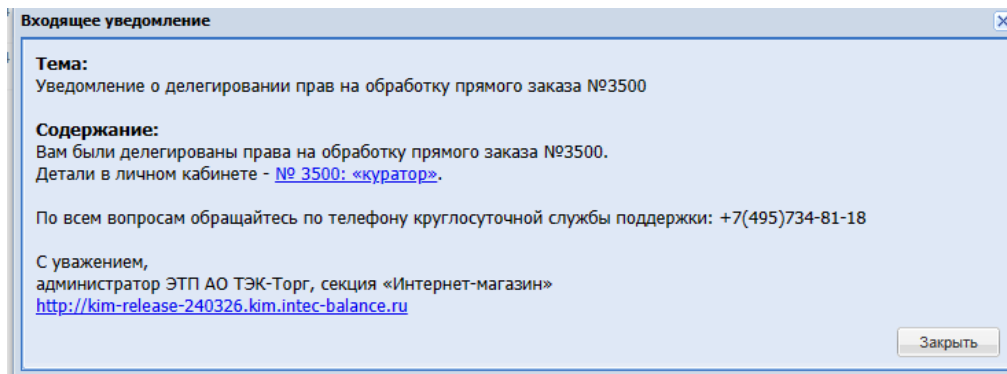 Входящее уведомление
Тема:
Уведомление о делегировании прав на обработку прямого заказа №3500
Содержание:
Вам были делегированы права на обработку прямого заказа №3500.
Детали в личном кабинете - № 3500: «куратор».
По всем вопросам обращайтесь по телефону круглосуточной службы поддержки: +7(495)734-81-18
С уважением,
администратор ЭТП АО ТЭК-Торг, секция «Интернет-магазин»
http://kim-release-240326.kim.intec-balance.ru
Закрыть